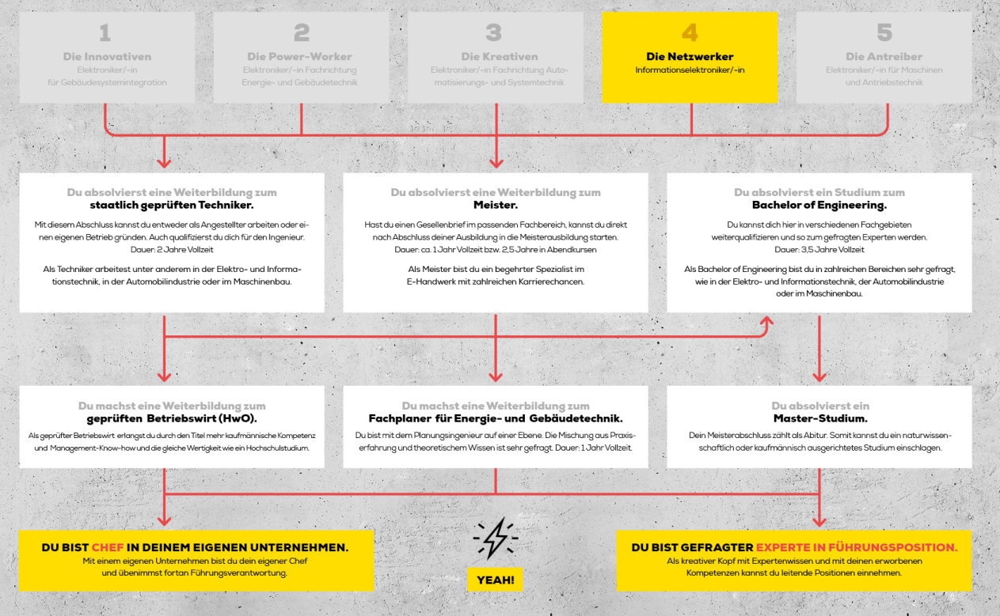 1
Die Innovativen
Elektroniker/-in
für Gebäudesystemintegration
2
Die Power-Worker
Elektroniker/-in Fachrichtung
Energie- und Gebäudetechnik
3
Die Kreativen
Elektroniker/-in Fachrichtung Auto-
matisierungs- und Systemtechnik
4
Die Netzwerker
Informationselektroniker/-in
5
Die Antreiber
Elektroniker/-in für Maschinen
und Antriebstechnik
Du absolvierst eine Weiterbildung zum
staatlich geprüften Techniker.
Mit diesem Abschluss kannst du entweder als Angestellter arbeiten oder ei-
nen eigenen Betrieb gründen. Auch qualifizierst du dich für den Ingenieur.
Dauer: 2 Jahre Vollzeit
Als Techniker arbeitest unter anderem in der Elektro- und Informa-
tionstechnik, in der Automobilindustrie oder im Maschinenbau.
Du absolvierst eine Weiterbildung zum
Meister.
Hast du einen Gesellenbrief im passenden Fachbereich, kannst du direkt
nach Abschluss deiner Ausbildung in die Meisterausbildung starten.
Dauer: ca. 1 Jahr Vollzeit bzw. 2,5 Jahre in Abendkursen
Als Meister bist du ein begehrter Spezialist im
E-Handwerk mit zahlreichen Karrierechancen.
Du absolvierst ein Studium zum
Bachelor of Engineering.
Du kannst dich hier in verschiedenen Fachgebieten
weiterqualifizieren und so zum gefragten Experten werden.
Dauer: 3,5 Jahre Vollzeit
Als Bachelor of Engineering bist du in zahlreichen Bereichen sehr gefragt,
wie in der Elektro- und Informationstechnik, der Automobilindustrie
oder im Maschinenbau.
Du machst eine Weiterbildung zum
geprüften Betriebswirt (HwO).
Als geprüfter Betriebswirt erlangst du durch den Titel mehr kaufmännische Kompetenz
und Management-Know-how und die gleiche Wertigkeit wie ein Hochschulstudium.
Du machst eine Weiterbildung zum
Fachplaner für Energie- und Gebäudetechnik.
Du bist mit dem Planungsingenieur auf einer Ebene. Die Mischung aus Praxis-
erfahrung und theoretischem Wissen ist sehr gefragt. Dauer: 1 Jahr Vollzeit.
Du absolvierst ein
Master-Studium.
Dein Meisterabschluss zählt als Abitur. Somit kannst du ein naturwissen-
schaftlich oder kaufmännisch ausgerichtetes Studium einschlagen.
DU BIST CHEF IN DEINEM EIGENEN UNTERNEHMEN.
Mit einem eigenen Unternehmen bist du dein eigener Chef
und übenimmst fortan Führungsverantwortung.
YEAH!
DU BIST GEFRAGTER EXPERTE IN FÜHRUNGSPOSITION.
Als kreativer Kopf mit Expertenwissen und mit deinen erworbenen
Kompetenzen kannst du leitende Positionen einnehmen.